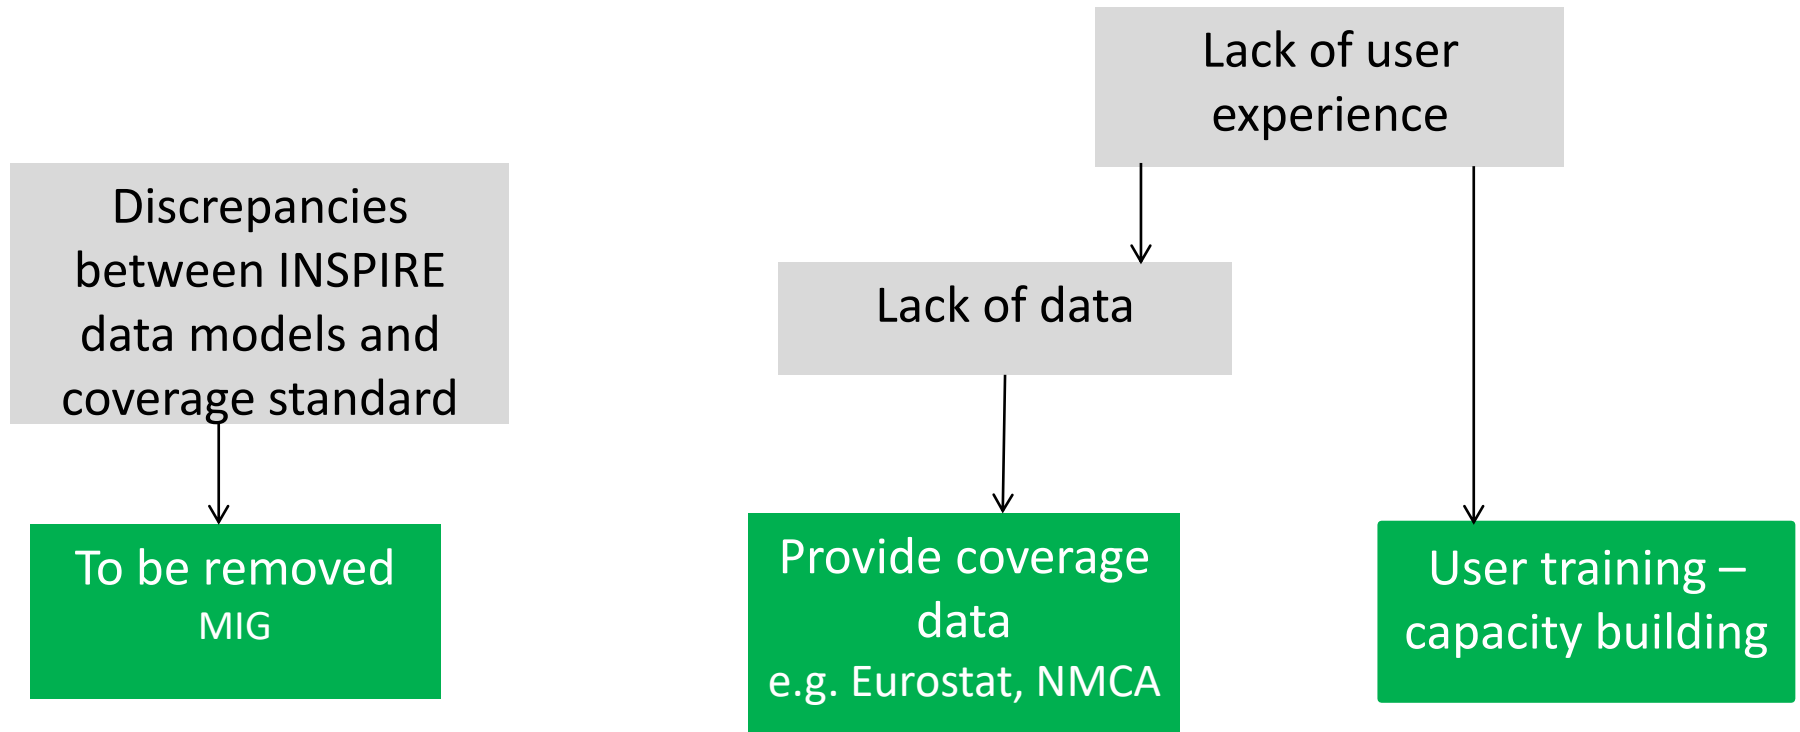 Lack of user
experience
Discrepancies
between INSPIRE
data models and
coverage standard
Lack of data
To be removed
MIG
Provide coverage
data
e.g. Eurostat, NMCA
User training –
capacity building